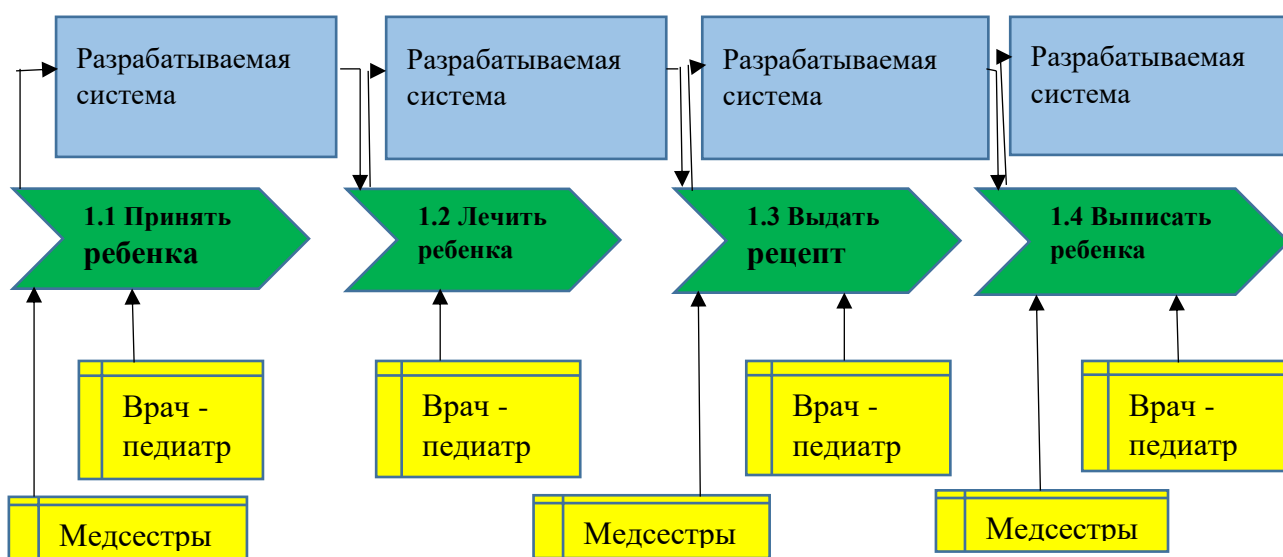 Разрабатываемая
система
Разрабатываемая
система
Разрабатываемая
система
Разрабатываемая
система
1.1 Принять
ребенка
1.2 Лечить
ребенка
1.3 Выдать
рецепт
1.4 Выписать
ребенка
Врач -
педиатр
Врач -
педиатр
Врач -
педиатр
Врач -
педиатр
Медсестры
Медсестры
Медсестры